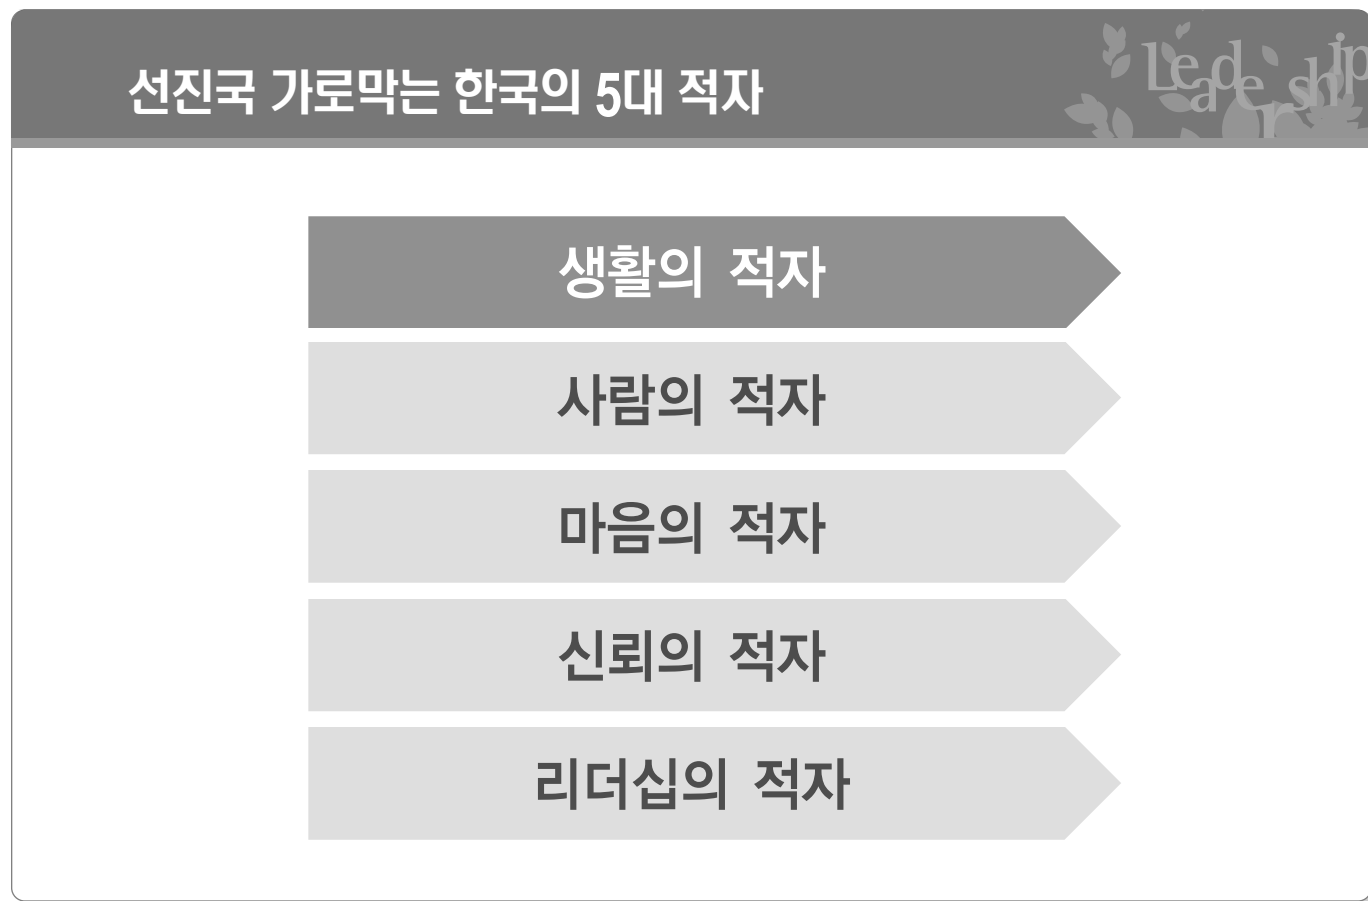 선진국 가로막는 한국의 5대 적자
Leadership
생활의 적자
사람의 적자
마음의 적자
신뢰의 적자
리더십의 적자